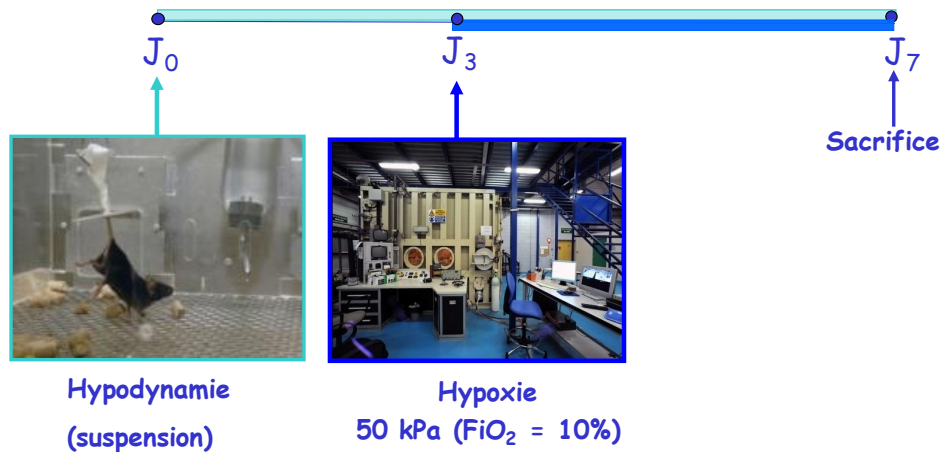 J₀
J₃
J₇
Sacrifice
Hypodynamie
(suspension)
Hypoxie
50 kPa (FiO₂ = 10%)